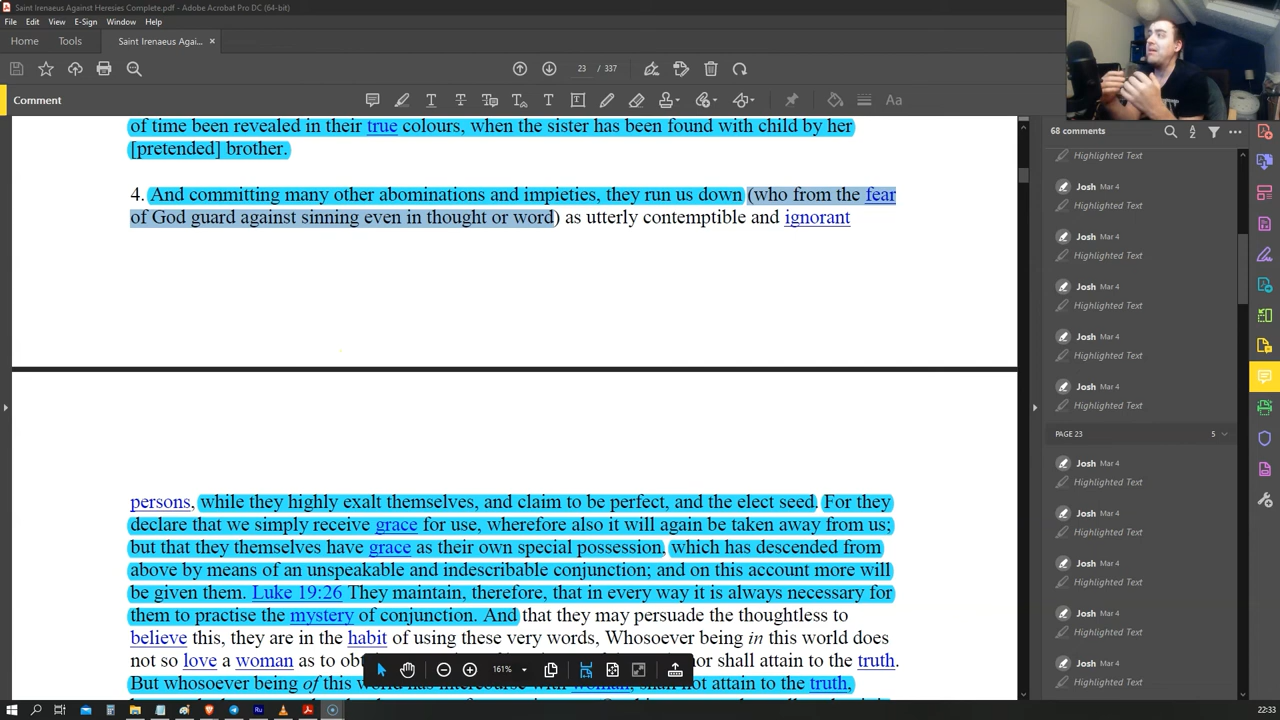 Saint Irenaeus Against Heresies Complete.pdf - Adobe Acrobat Pro DC (64-bit)
File Edit View E-Sign Window Help
Home Tools Saint Irenaeus Agai... ×
23 / 337
Comment
68 comments
of time been revealed in their true colours, when the sister has been found with child by her
[pretended] brother.
4. And committing many other abominations and impieties, they run us down (who from the fear
of God guard against sinning even in thought or word) as utterly contemptible and ignorant
persons, while they highly exalt themselves, and claim to be perfect, and the elect seed. For they
declare that we simply receive grace for use, wherefore also it will again be taken away from us;
but that they themselves have grace as their own special possession, which has descended from
above by means of an unspeakable and indescribable conjunction; and on this account more will
be given them. Luke 19:26 They maintain, therefore, that in every way it is always necessary for
them to practise the mystery of conjunction. And that they may persuade the thoughtless to
believe this, they are in the habit of using these very words, Whosoever being in this world does
not so love a woman as to nor shall attain to the truth.
But whosoever being of this world has intercourse with woman, shall not attain to the truth,
161%
Highlighted Text
Josh Mar 4
Highlighted Text
Josh Mar 4
Highlighted Text
Josh Mar 4
Highlighted Text
Josh Mar 4
Highlighted Text
Josh Mar 4
Highlighted Text
PAGE 23 5
Josh Mar 4
Highlighted Text
Josh Mar 4
Highlighted Text
Josh Mar 4
Highlighted Text
Josh Mar 4
Highlighted Text
Josh Mar 4
Highlighted Text
22:33